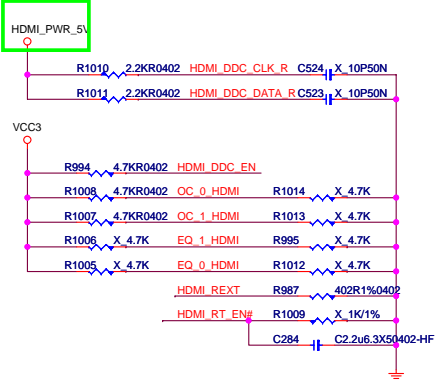 HDMI_PWR_5V
R1010 2.2KR0402 HDMI_DDC_CLK_R C524 X_10P50N
R1011 2.2KR0402 HDMI_DDC_DATA_R C523 X_10P50N
VCC3
R994 4.7KR0402 HDMI_DDC_EN
R1008 4.7KR0402 OC_0_HDMI R1014 X_4.7K
R1007 4.7KR0402 OC_1_HDMI R1013 X_4.7K
R1006 X_4.7K EQ_1_HDMI R995 X_4.7K
R1005 X_4.7K EQ_0_HDMI R1012 X_4.7K
HDMI_REXT R987 402R1%0402
HDMI_RT_EN# R1009 X_1K/1%
C284 C2.2u6.3X50402-HF